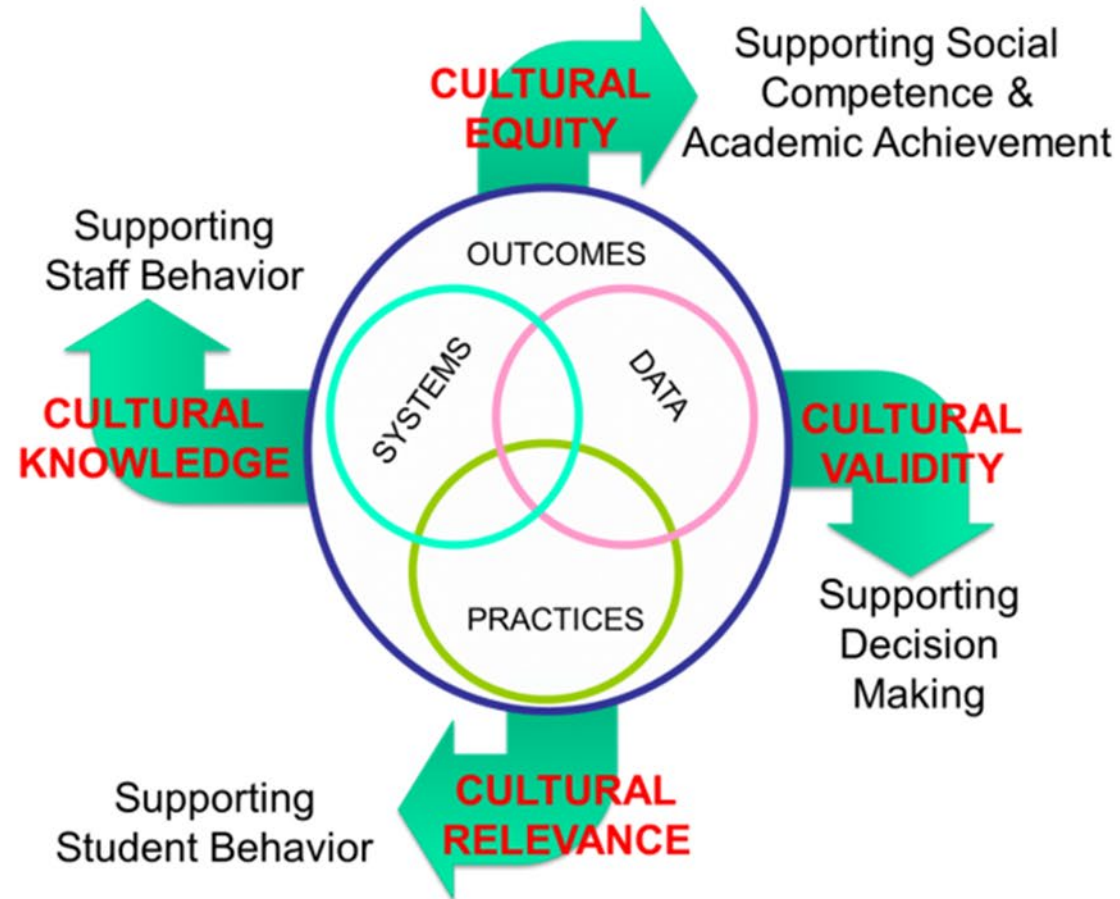 CULTURAL
EQUITY
Supporting Social
Competence &
Academic Achievement
Supporting
Staff Behavior
CULTURAL
KNOWLEDGE
OUTCOMES
SYSTEMS
DATA
PRACTICES
CULTURAL
VALIDITY
Supporting
Decision
Making
Supporting
Student Behavior
CULTURAL
RELEVANCE